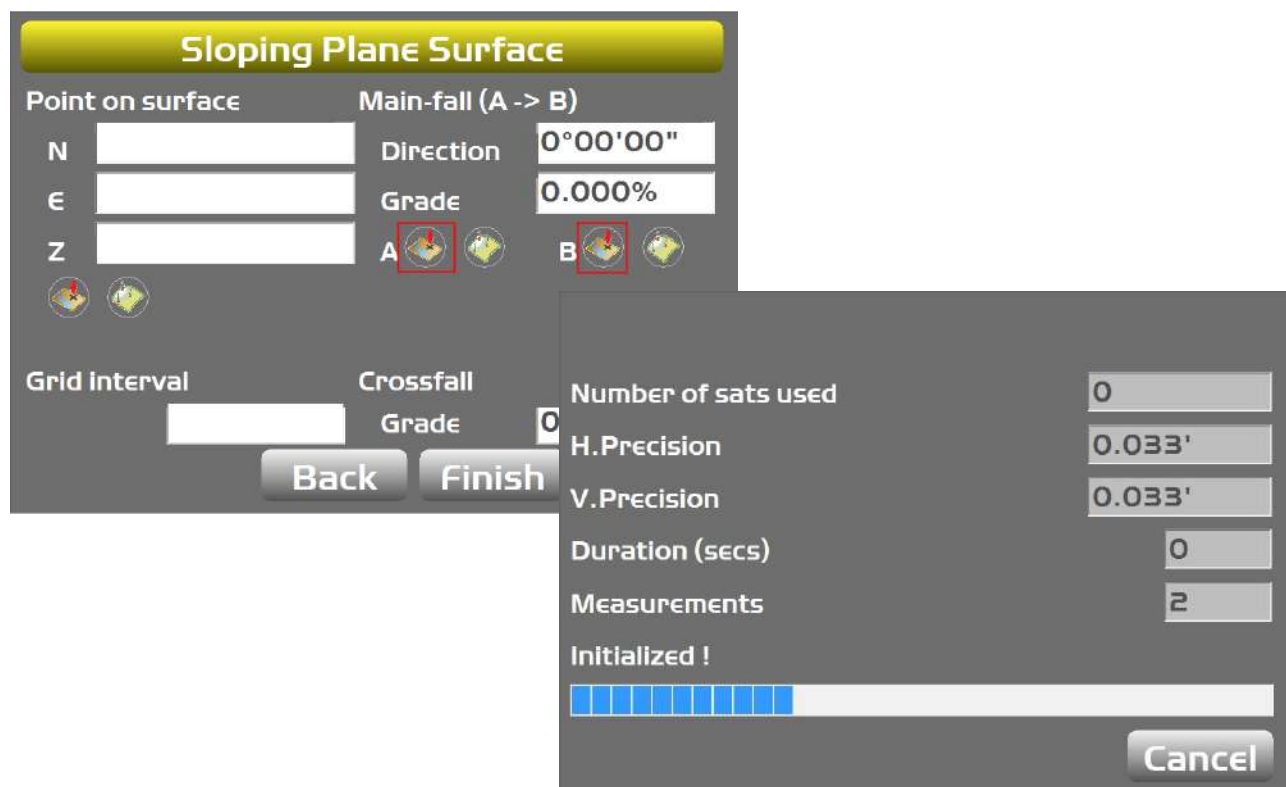 Sloping Plane Surface
Point on surface Main-fall (A -> B)
N Direction 0°00'00"
E Grade 0.000%
Z A B
Grid interval Crossfall
Grade 0
Back Finish
Number of sats used 0
H.Precision 0.033'
V.Precision 0.033'
Duration (secs) 0
Measurements 2
Initialized !
Cancel